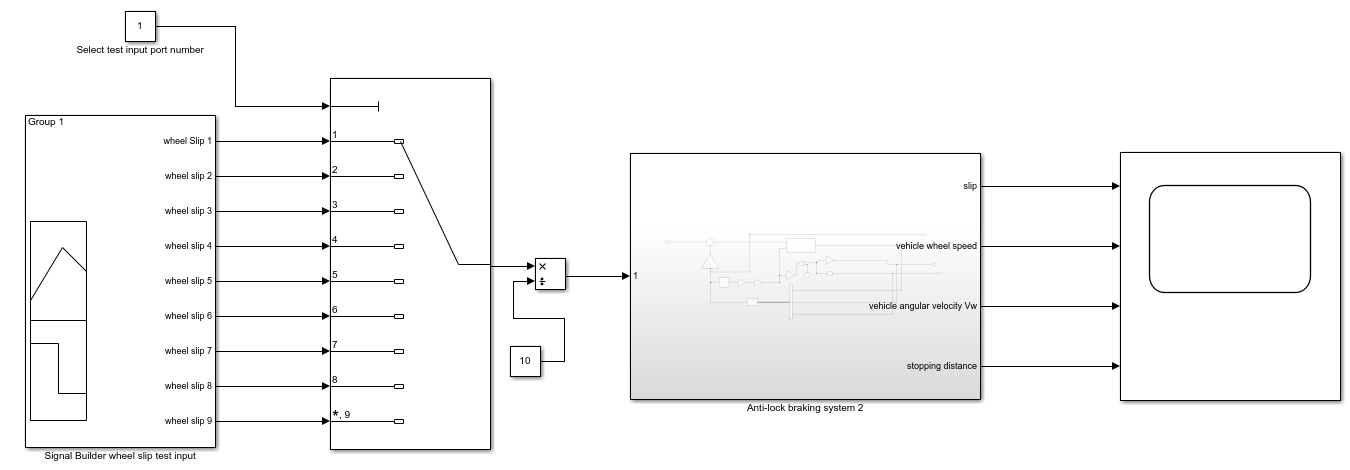 1
Select test input port number
Group 1
wheel Slip 1
wheel slip 2
wheel slip 3
wheel slip 4
wheel slip 5
wheel slip 6
wheel slip 7
wheel slip 8
wheel slip 9
Signal Builder wheel slip test input
1
2
3
4
5
6
7
8
*, 9
×
÷
10
1
slip
vehicle wheel speed
vehicle angular velocity Vw
stopping distance
Anti-lock braking system 2